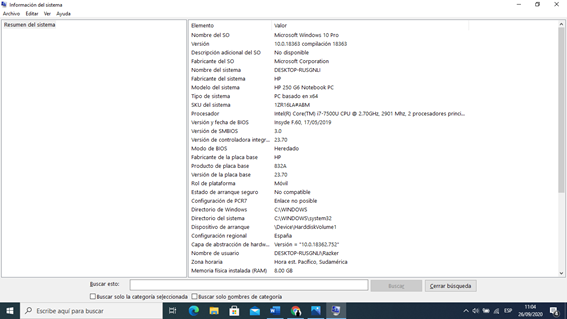 Información del sistema
Archivo Editar Ver Ayuda
Resumen del sistema
Elemento Valor
Nombre del SO Microsoft Windows 10 Pro
Versión 10.0.18363 compilación 18363
Descripción adicional del SO No disponible
Fabricante del SO Microsoft Corporation
Nombre del sistema DESKTOP-RUSGNLI
Fabricante del sistema HP
Modelo del sistema HP 250 G6 Notebook PC
Tipo de sistema PC basado en x64
SKU del sistema 1ZR16LA#ABM
Procesador Intel(R) Core(TM) i7-7500U CPU @ 2.70GHz, 2901 Mhz, 2 procesadores princi...
Versión y fecha de BIOS Insyde F.60, 17/05/2019
Versión de SMBIOS 3.0
Versión de controladora integr... 23.70
Modo de BIOS Heredado
Fabricante de la placa base HP
Producto de placa base 832A
Versión de la placa base 23.70
Rol de plataforma Móvil
Estado de arranque seguro No compatible
Configuración de PCR7 Enlace no posible
Directorio de Windows C:\WINDOWS
Directorio del sistema C:\WINDOWS\system32
Dispositivo de arranque \Device\HarddiskVolume1
Configuración regional España
Capa de abstracción de hardw... Versión = "10.0.18362.752"
Nombre de usuario DESKTOP-RUSGNLI\Razker
Zona horaria Hora est. Pacífico, Sudamérica
Memoria física instalada (RAM) 8.00 GB
Buscar esto: Buscar Cerrar búsqueda
Buscar solo la categoría seleccionada Buscar solo nombres de categoría
Escribe aquí para buscar
ESP
11:04
26/09/2020